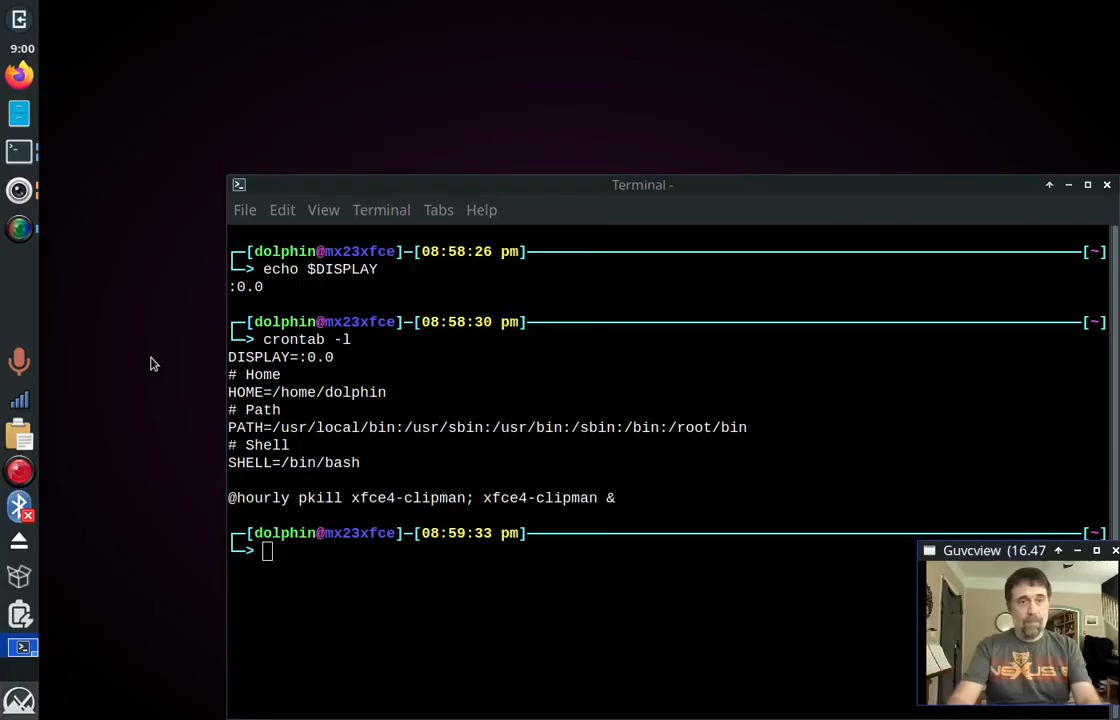 9:00
Terminal -
File Edit View Terminal Tabs Help
┌─[dolphin@mx23xfce]─[08:58:26 pm]─[~]
└─> echo $DISPLAY
:0.0
┌─[dolphin@mx23xfce]─[08:58:30 pm]─[~]
└─> crontab -l
DISPLAY=:0.0
# Home
HOME=/home/dolphin
# Path
PATH=/usr/local/bin:/usr/sbin:/usr/bin:/sbin:/bin:/root/bin
# Shell
SHELL=/bin/bash
@hourly pkill xfce4-clipman; xfce4-clipman &
┌─[dolphin@mx23xfce]─[08:59:33 pm]─[~]
└─>
Guvcview (16.47
NEXUS